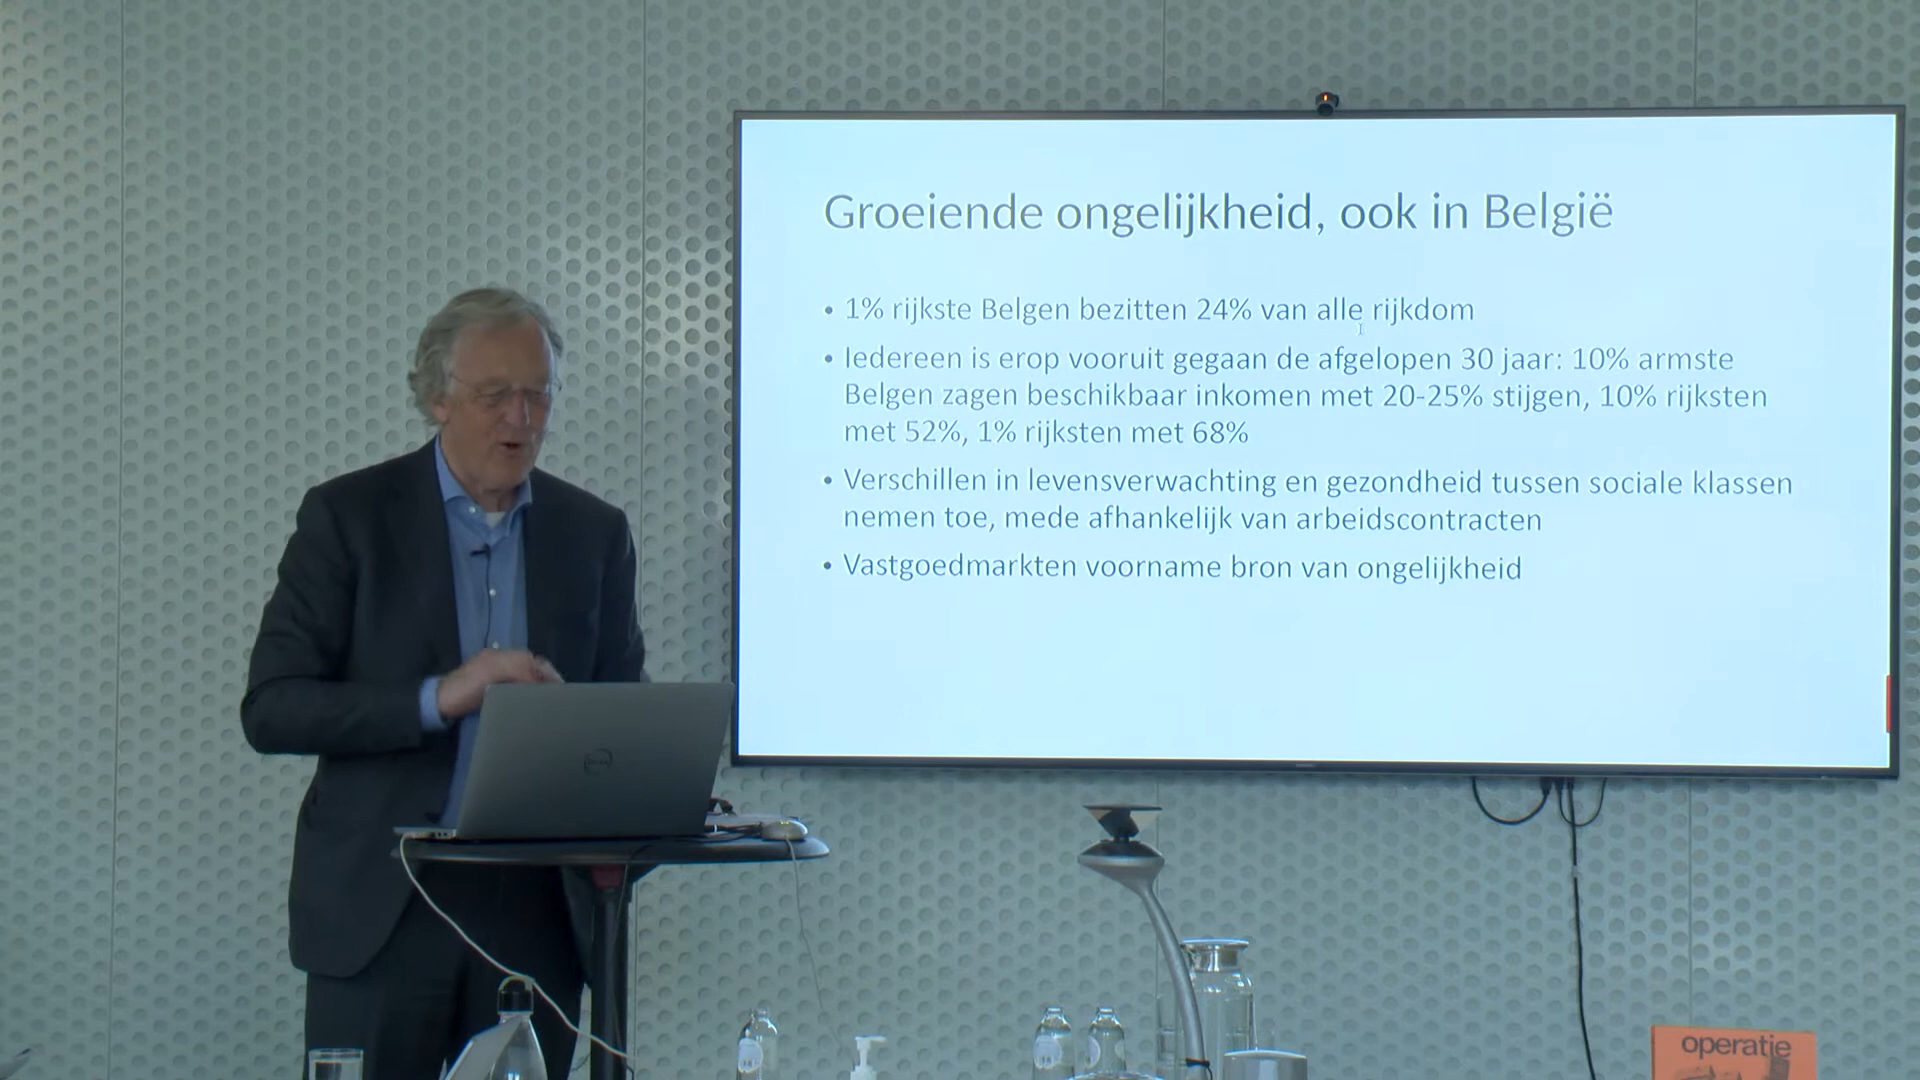 Groeiende ongelijkheid, ook in België
• 1% rijkste Belgen bezitten 24% van alle rijkdom
• Iedereen is erop vooruit gegaan de afgelopen 30 jaar: 10% armste
Belgen zagen beschikbaar inkomen met 20-25% stijgen, 10% rijksten
met 52%, 1% rijksten met 68%
• Verschillen in levensverwachting en gezondheid tussen sociale klassen
nemen toe, mede afhankelijk van arbeidscontracten
• Vastgoedmarkten voorname bron van ongelijkheid
DELL
operatie